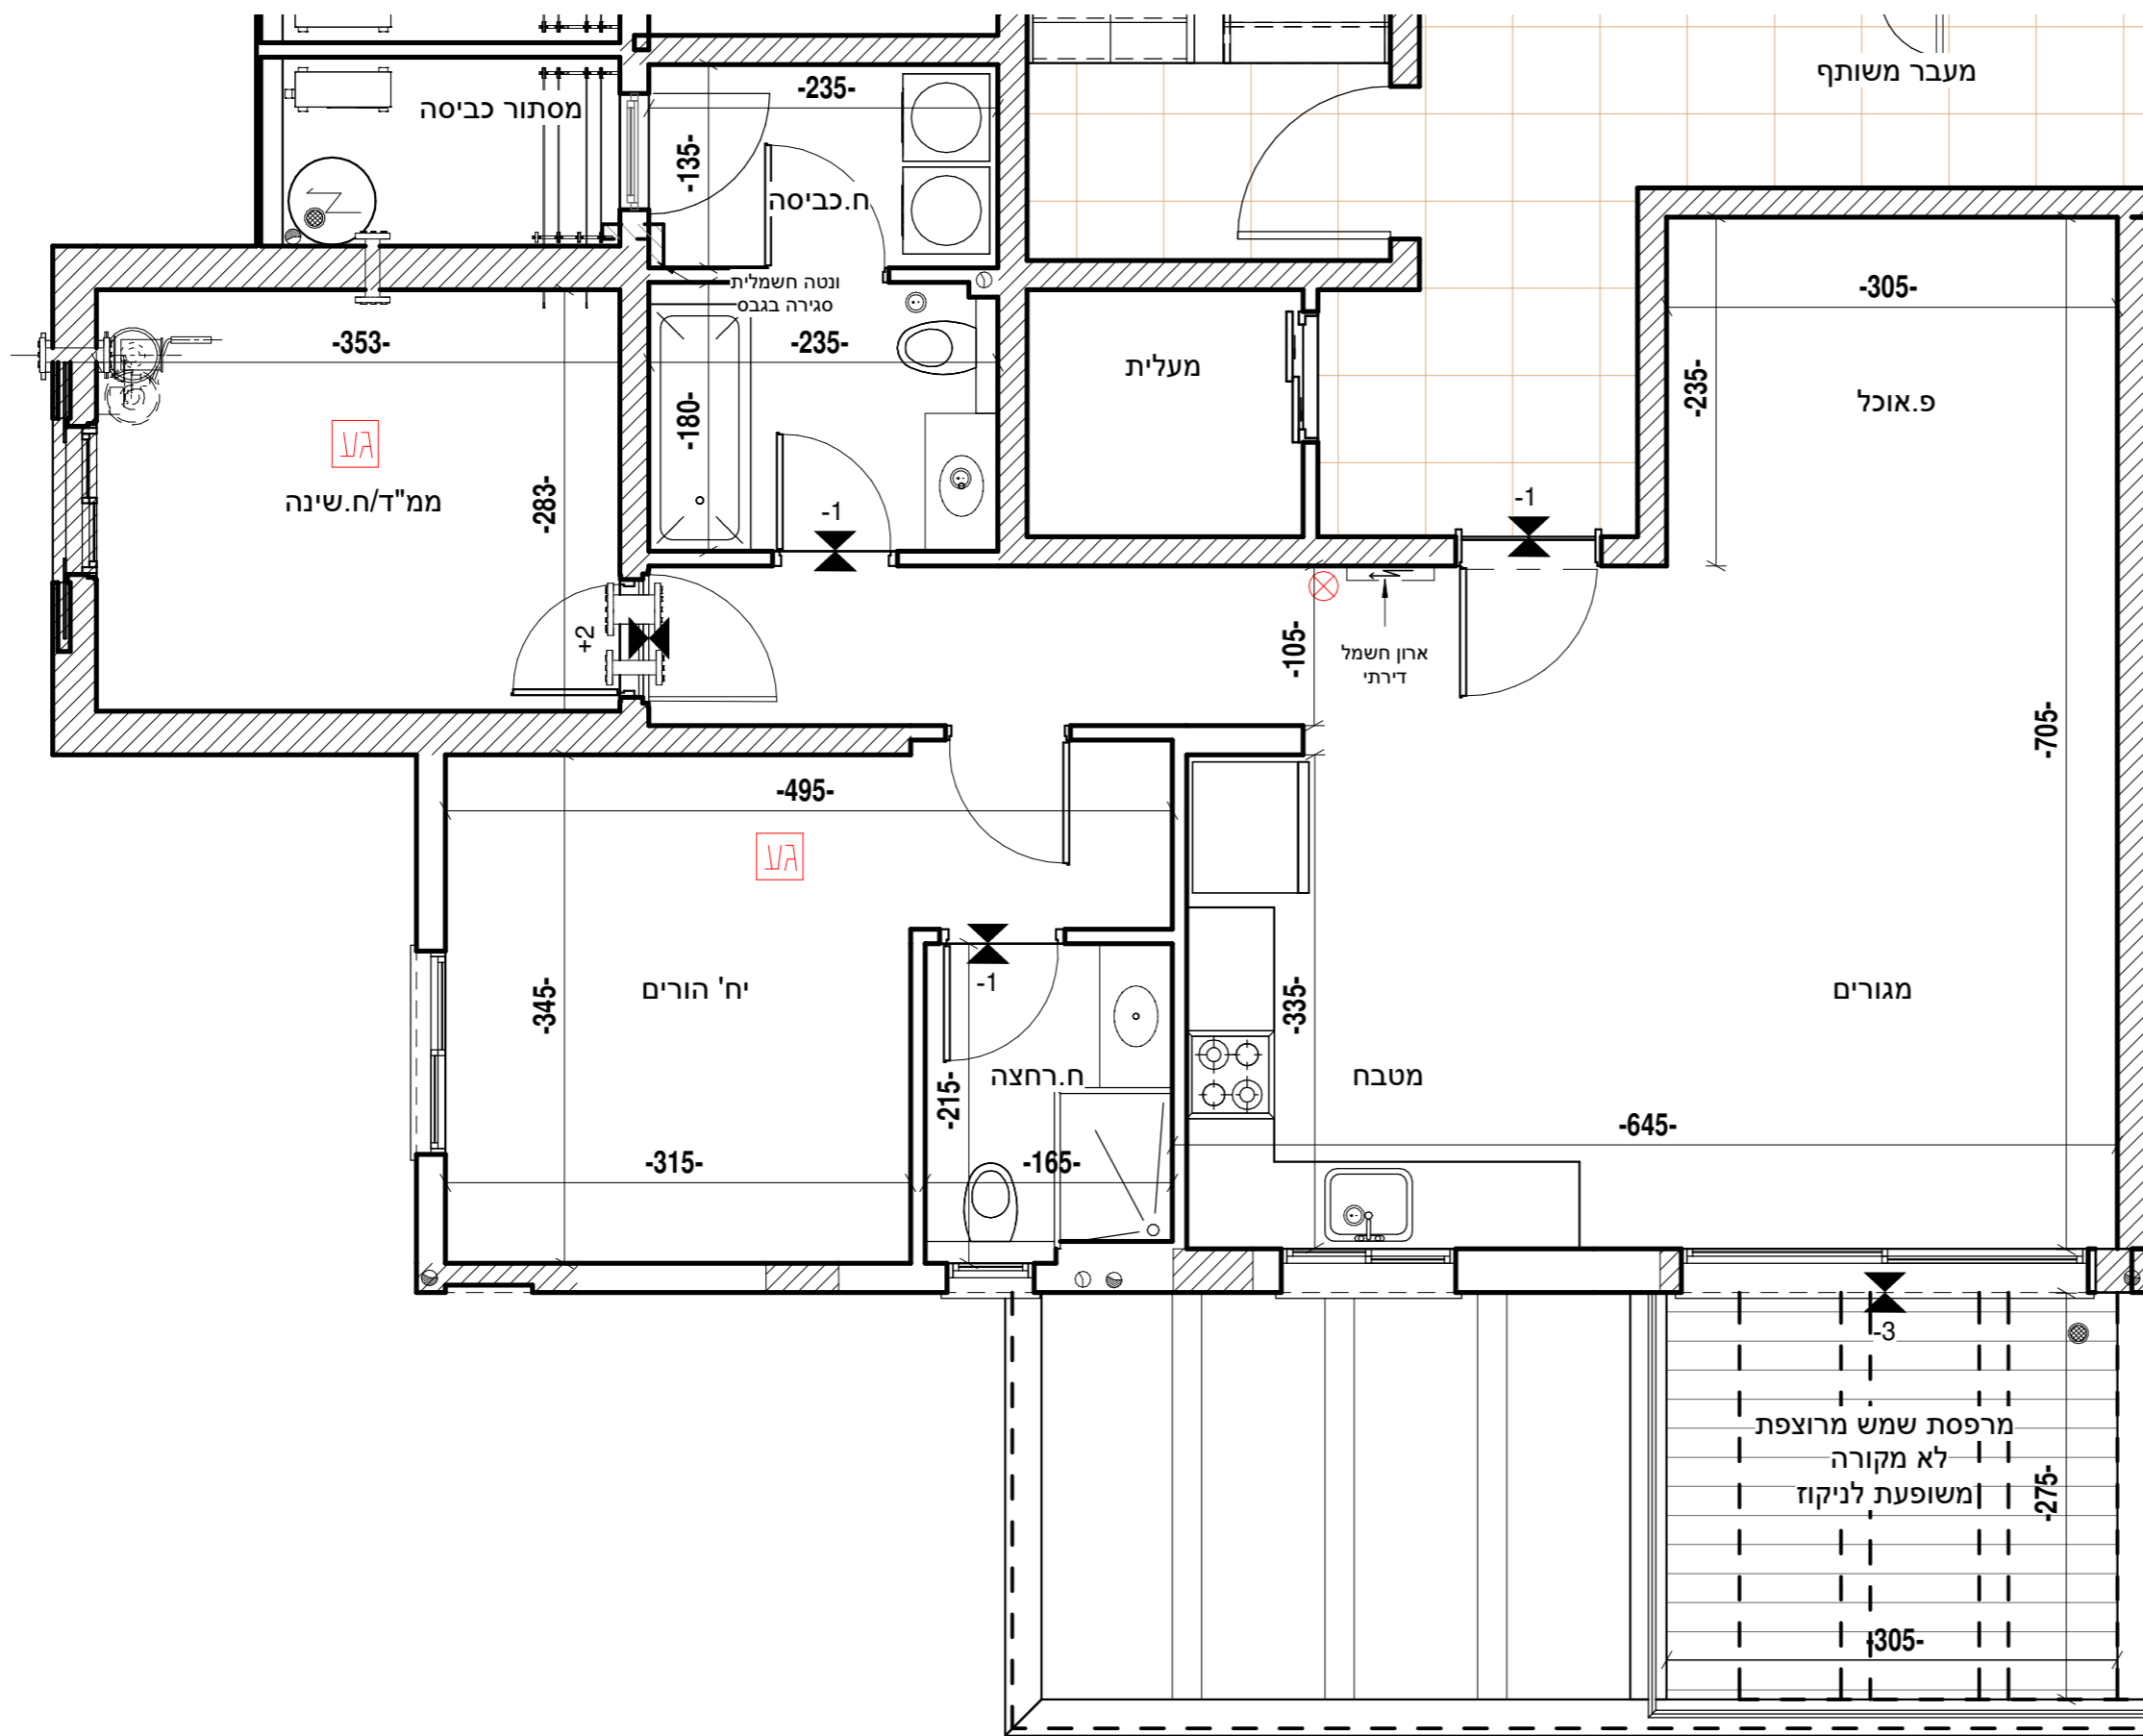 מעבר משותף
מסתור כביסה
-235-
-135-
ח.כביסה
ונטה חשמלית
סגירה בגבס
-353-
-235-
-180-
-283-
גע
ממ"ד/ח.שינה
מעלית
-305-
-235-
פ.אוכל
-1
-1
+2
-105-
ארון חשמל
דירתי
-705-
-495-
גע
-345-
יח' הורים
-1
-215-
ח.רחצה
-335-
מטבח
מגורים
-645-
-315-
-165-
-3
מרפסת שמש מרוצפת
לא מקורה
משופעת לניקוז
-275-
-305-